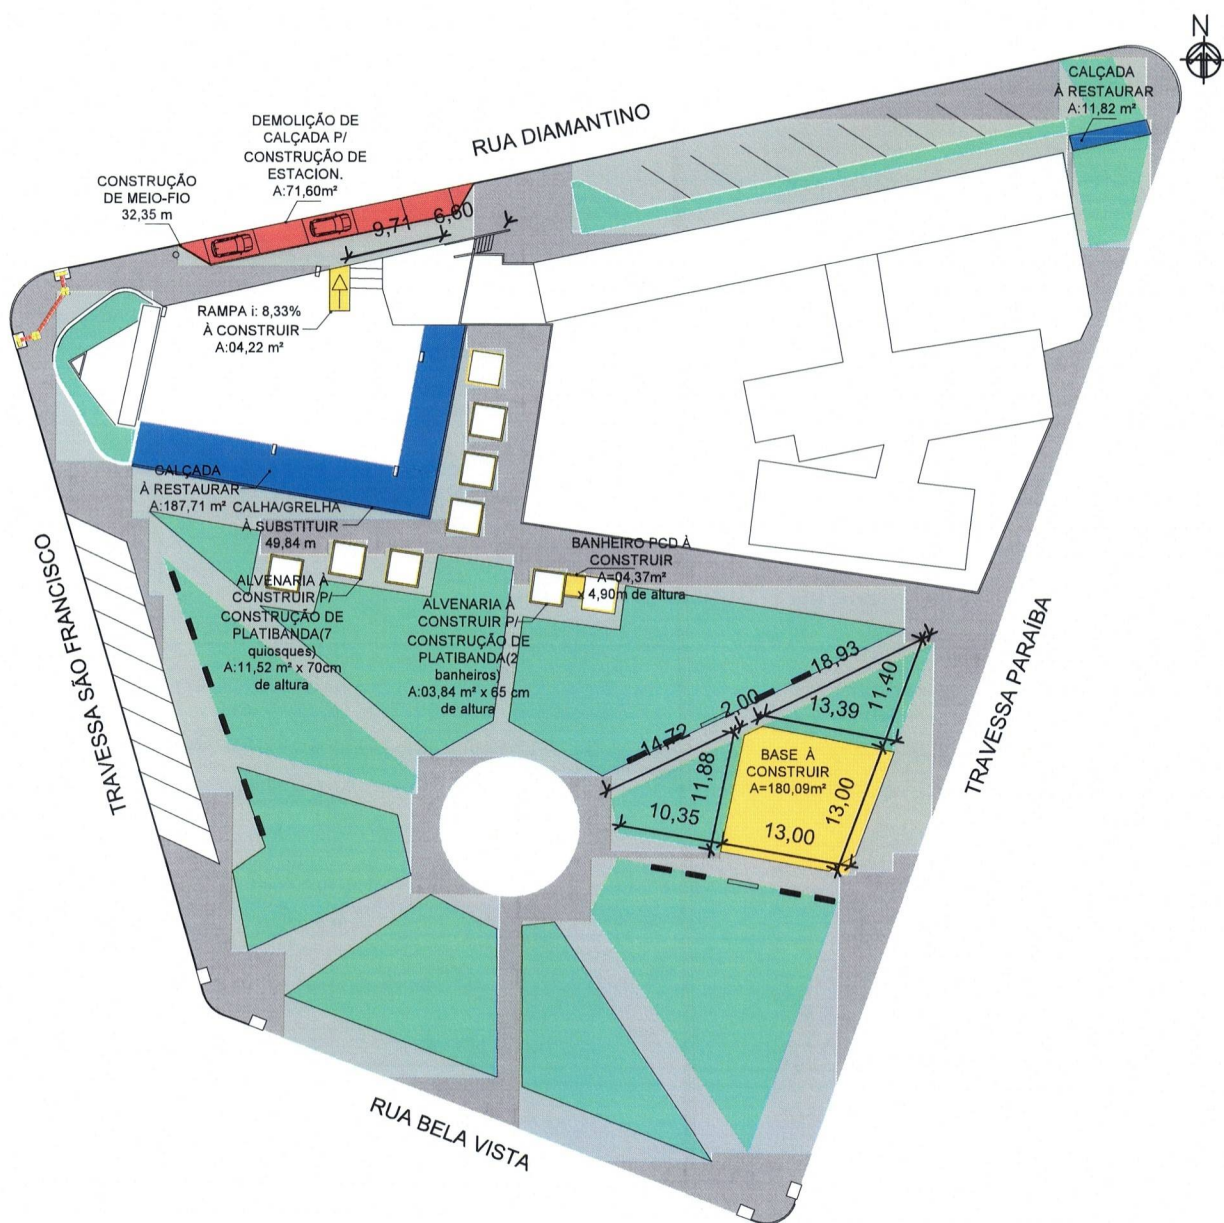 N
CALÇADA
À RESTAURAR
A:11,82 m²
RUA DIAMANTINO
DEMOLIÇÃO DE
CALÇADA P/
CONSTRUÇÃO DE
ESTACION.
A:71,60m²
CONSTRUÇÃO
DE MEIO-FIO
32,35 m
9,71
6,60
RAMPA i: 8,33%
À CONSTRUIR
A:04,22 m²
CALÇADA
À RESTAURAR
A:187,71 m²
CALHA/GRELHA
À SUBSTITUIR
49,84 m
BANHEIRO PCD À
CONSTRUIR
A=04,37m²
x 4,90m de altura
ALVENARIA À
CONSTRUIR P/
CONSTRUÇÃO DE
PLATIBANDA(7
quiosques)
A:11,52 m² x 70cm
de altura
ALVENARIA À
CONSTRUIR P/
CONSTRUÇÃO DE
PLATIBANDA(2
banheiros)
A:03,84 m² x 65 cm
de altura
TRAVESSA SÃO FRANCISCO
TRAVESSA PARAÍBA
18,93
11,40
13,39
2,00
14,72
11,88
10,35
BASE À
CONSTRUIR
A=180,09m²
13,00
13,00
RUA BELA VISTA